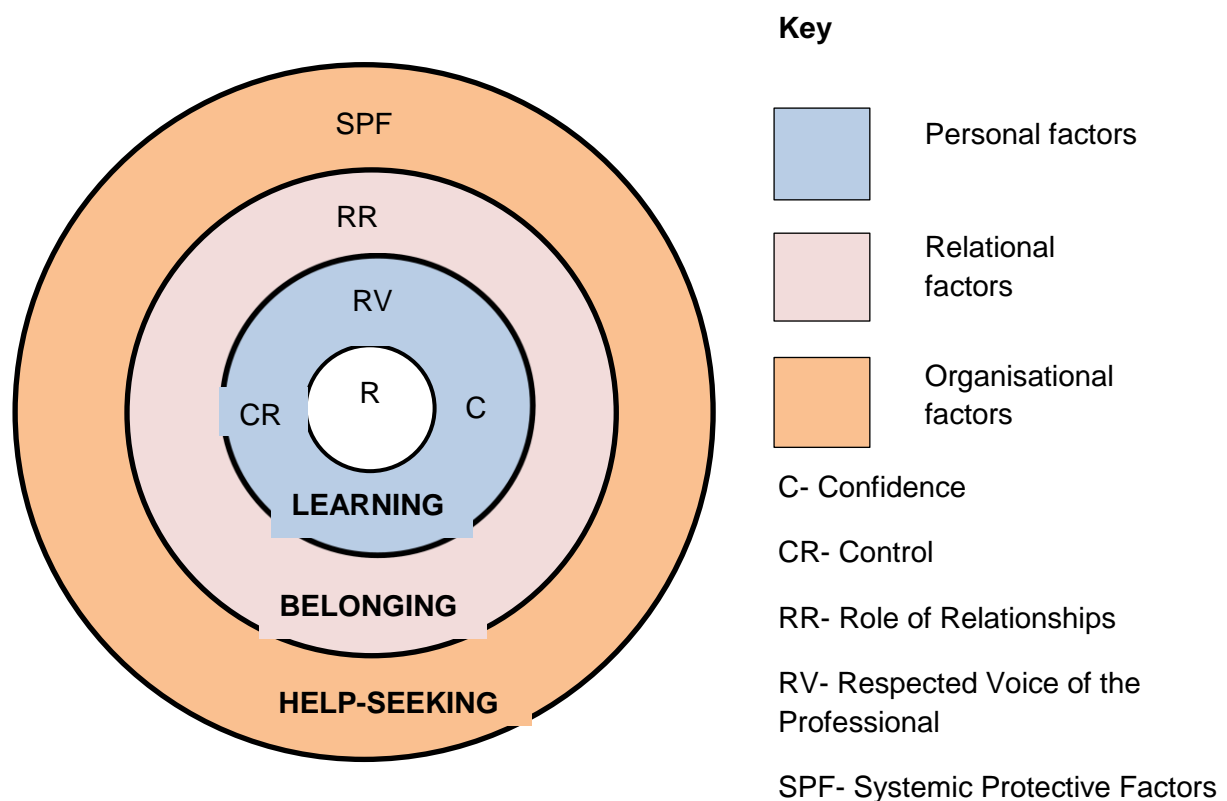 SPF
RR
RV
R
CR
C
LEARNING
BELONGING
HELP-SEEKING
Key
Personal factors
Relational
factors
Organisational
factors
C- Confidence
CR- Control
RR- Role of Relationships
RV- Respected Voice of the
Professional
SPF- Systemic Protective Factors